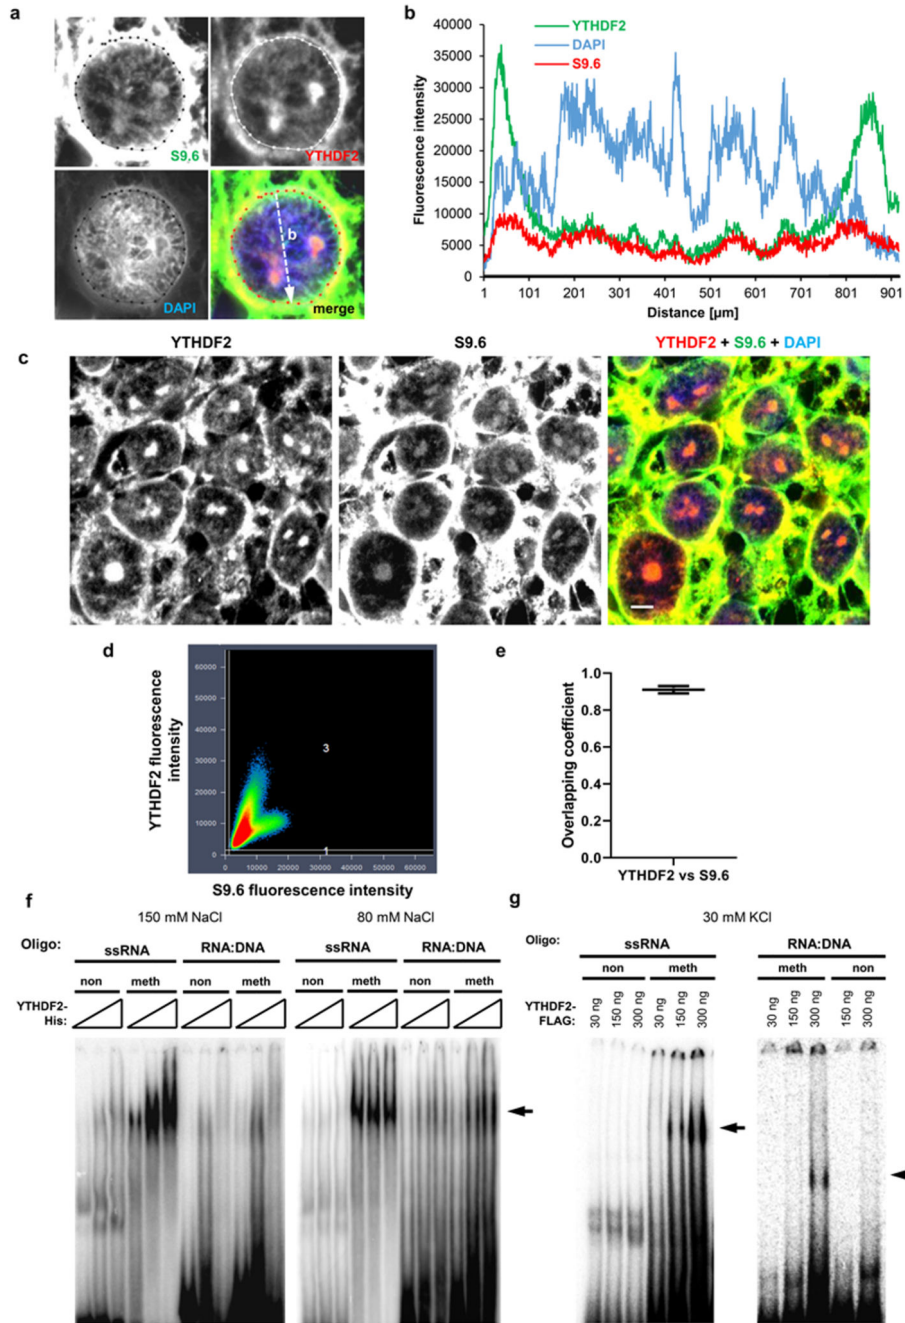 a
S9.6
YTHDF2
DAPI
b
merge
b
YTHDF2
DAPI
S9.6
Fluorescence intensity
40000
35000
30000
25000
20000
15000
10000
5000
0
1 101 201 301 401 501 601 701 801 901
Distance [µm]
c
YTHDF2
S9.6
YTHDF2 + S9.6 + DAPI
d
YTHDF2 fluorescence
intensity
60000
50000
40000
30000
20000
10000
0
3
1
0 10000 20000 30000 40000 50000 60000
S9.6 fluorescence intensity
e
Overlapping coefficient
1.0
0.8
0.6
0.4
0.2
0.0
YTHDF2 vs S9.6
f
150 mM NaCl
80 mM NaCl
Oligo:
ssRNA
RNA:DNA
ssRNA
RNA:DNA
non meth non meth non meth non meth
YTHDF2-
His:
g
30 mM KCl
Oligo:
ssRNA
RNA:DNA
non meth meth non
YTHDF2-
FLAG:
30 ng
150 ng
300 ng
30 ng
150 ng
300 ng
30 ng
150 ng
300 ng
150 ng
300 ng